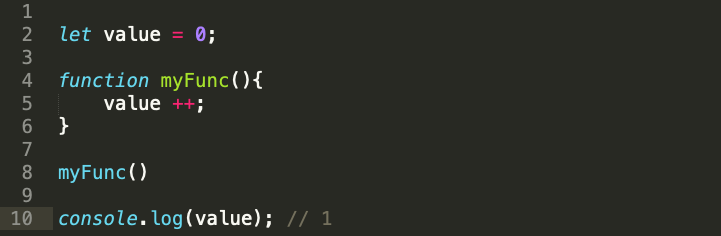 1
2 let value = 0;
3
4 function myFunc(){
5     value ++;
6 }
7
8 myFunc()
9
10 console.log(value); // 1